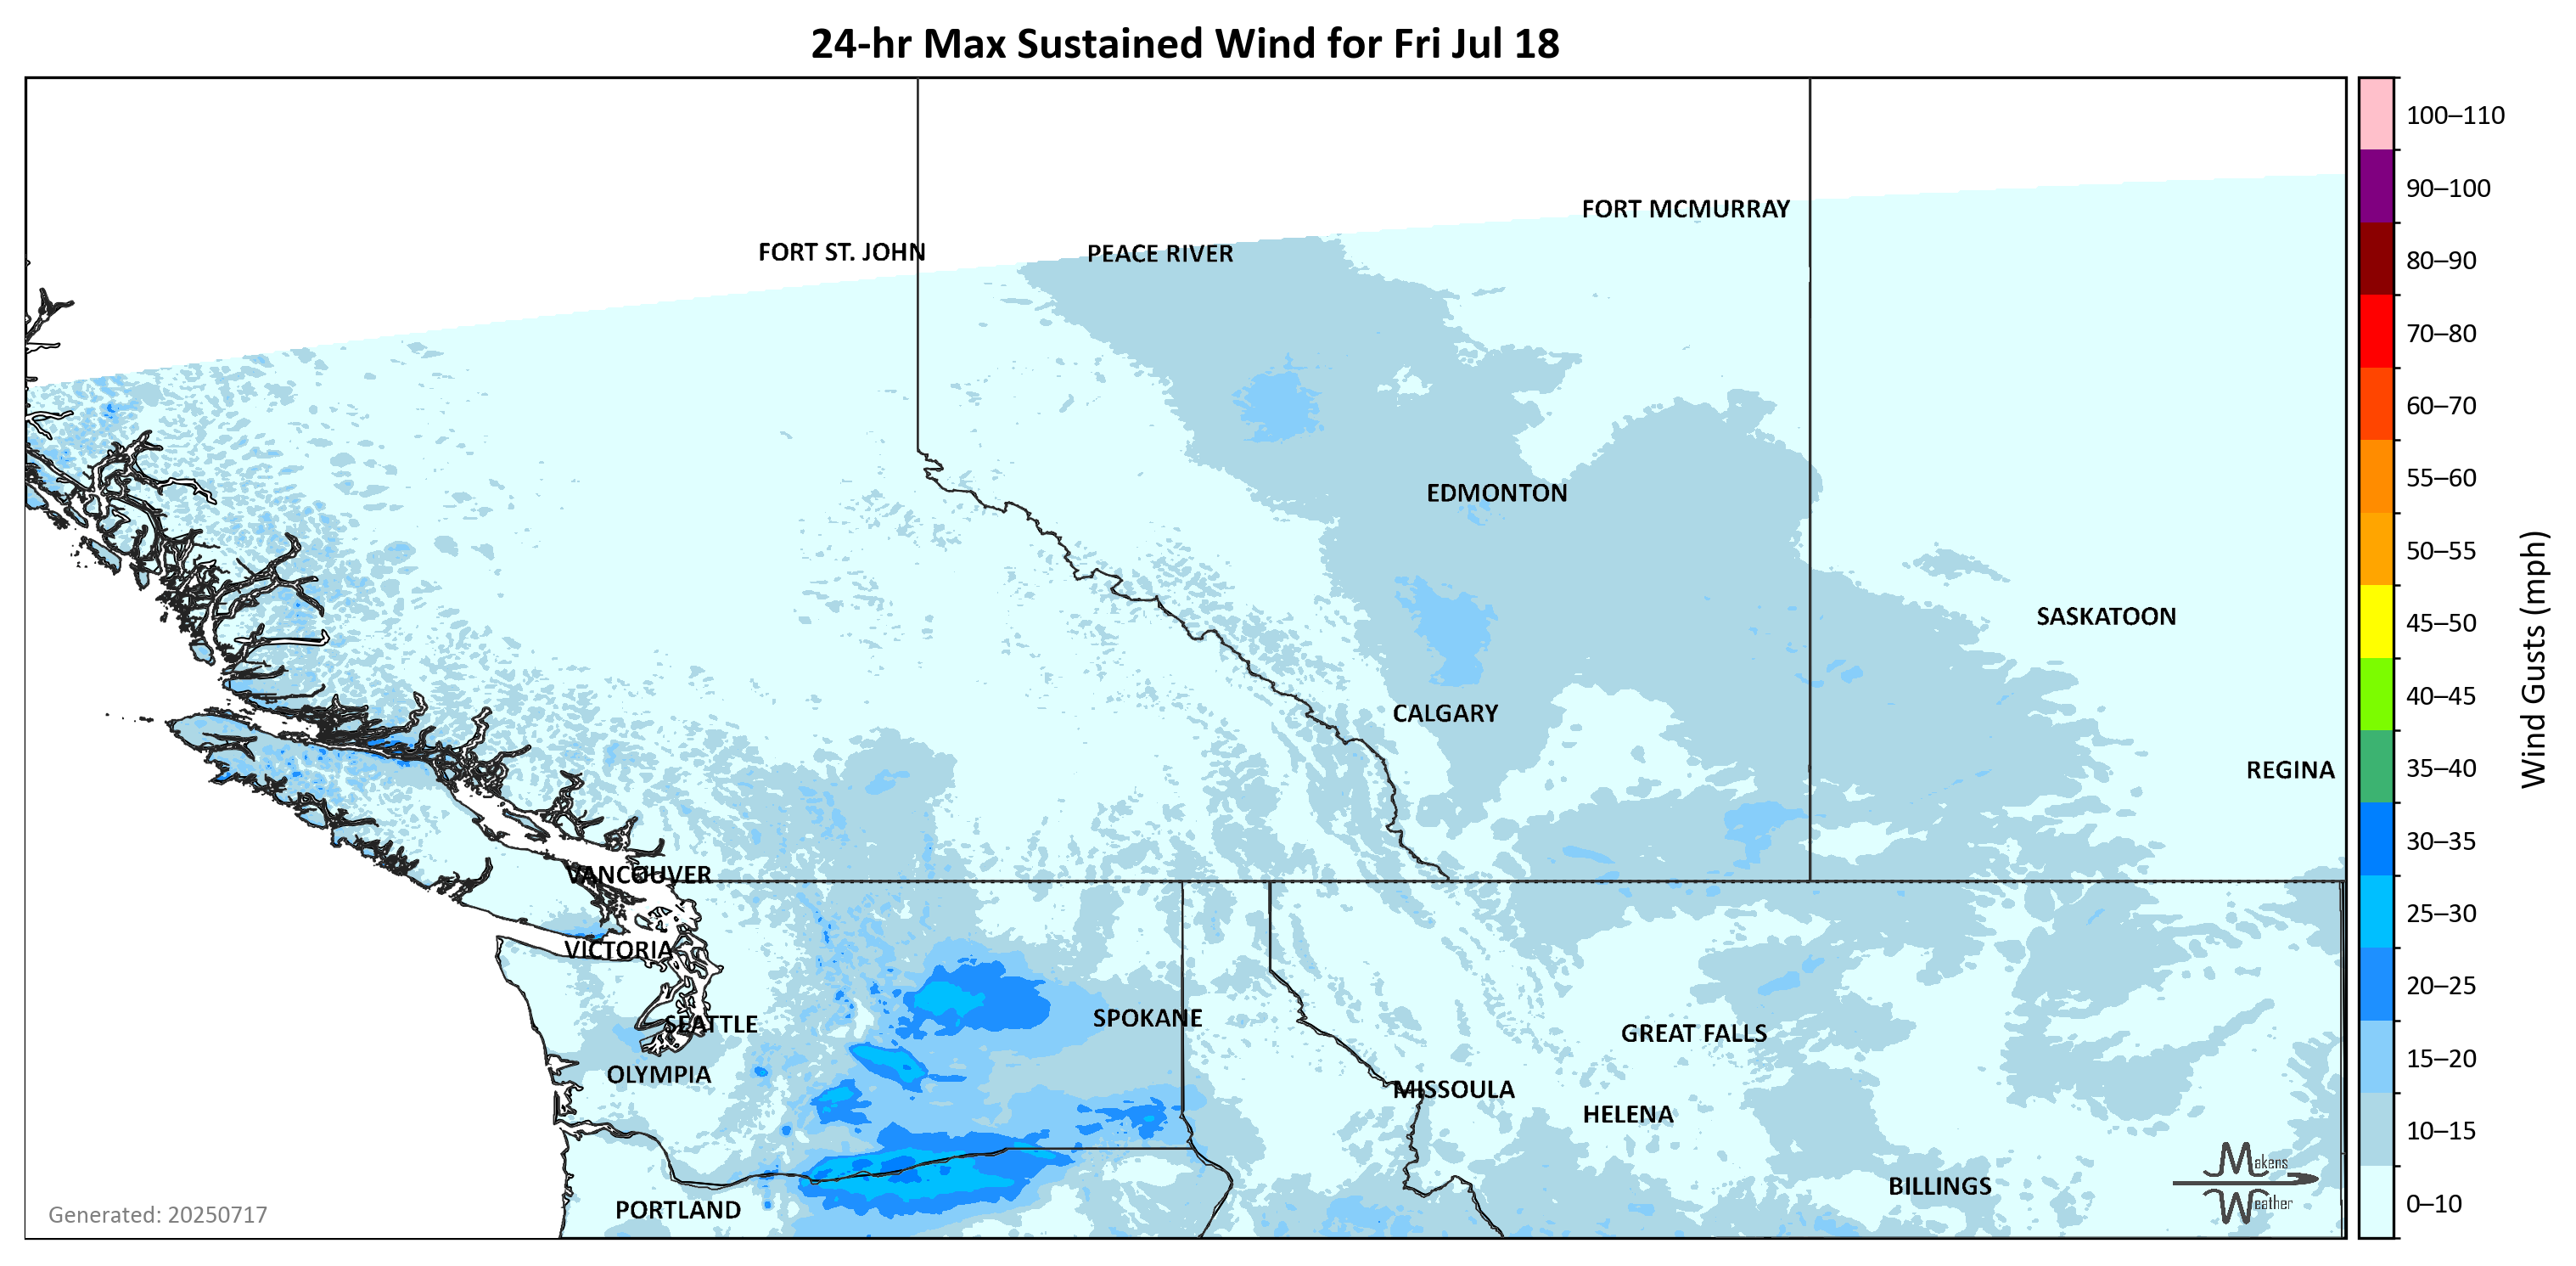 24-hr Max Sustained Wind for Fri Jul 18
100–110
FORT MCMURRAY
90–100
FORT ST. JOHN
PEACE RIVER
80–90
70–80
60–70
EDMONTON
55–60
50–55
SASKATOON
45–50
Wind Gusts (mph)
CALGARY
40–45
REGINA
35–40
VANCOUVER
30–35
25–30
VICTORIA
20–25
SEATTLE
SPOKANE
GREAT FALLS
15–20
OLYMPIA
MISSOULA
HELENA
10–15
Makens
Weather
BILLINGS
PORTLAND
0–10
Generated: 20250717